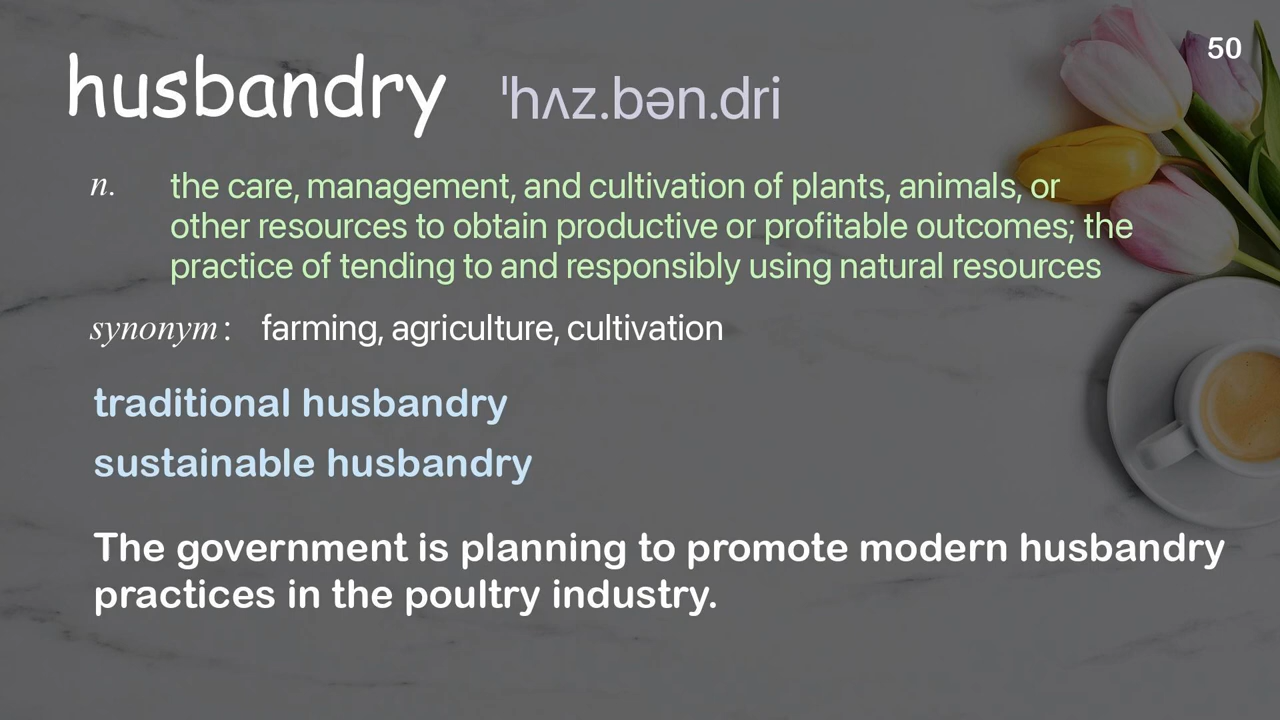 50
husbandry ˈhʌz.bən.dri
n. the care, management, and cultivation of plants, animals, or
other resources to obtain productive or profitable outcomes; the
practice of tending to and responsibly using natural resources
synonym: farming, agriculture, cultivation
traditional husbandry
sustainable husbandry
The government is planning to promote modern husbandry
practices in the poultry industry.